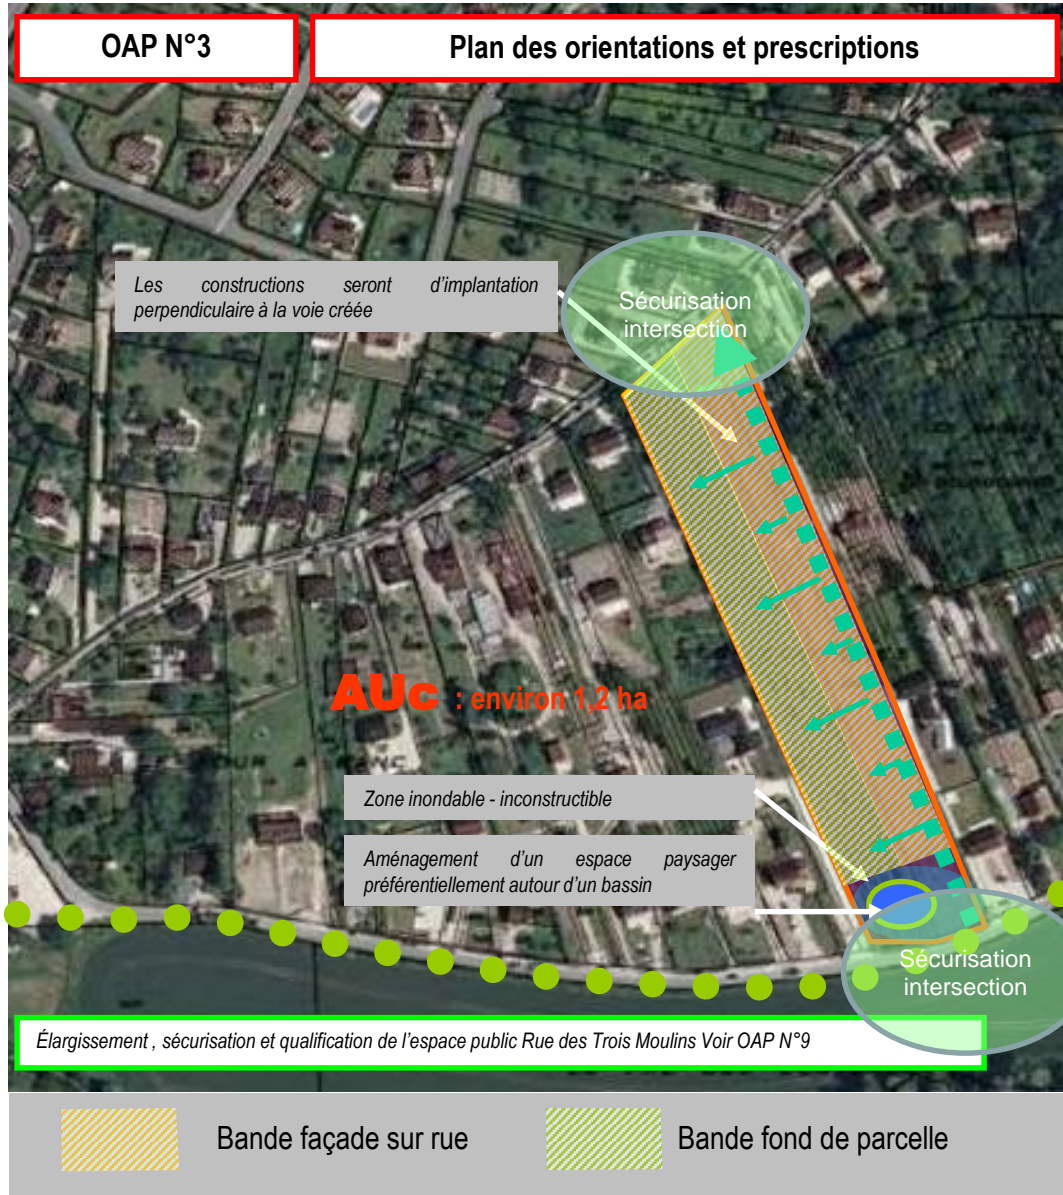 OAP N°3
Plan des orientations et prescriptions
Les constructions seront d'implantation
perpendiculaire à la voie créée
Sécurisation
intersection
AUc : environ 1,2 ha
Zone inondable - inconstructible
Aménagement d'un espace paysager
préférentiellement autour d'un bassin
Sécurisation
intersection
Élargissement , sécurisation et qualification de l'espace public Rue des Trois Moulins Voir OAP N°9
Bande façade sur rue
Bande fond de parcelle